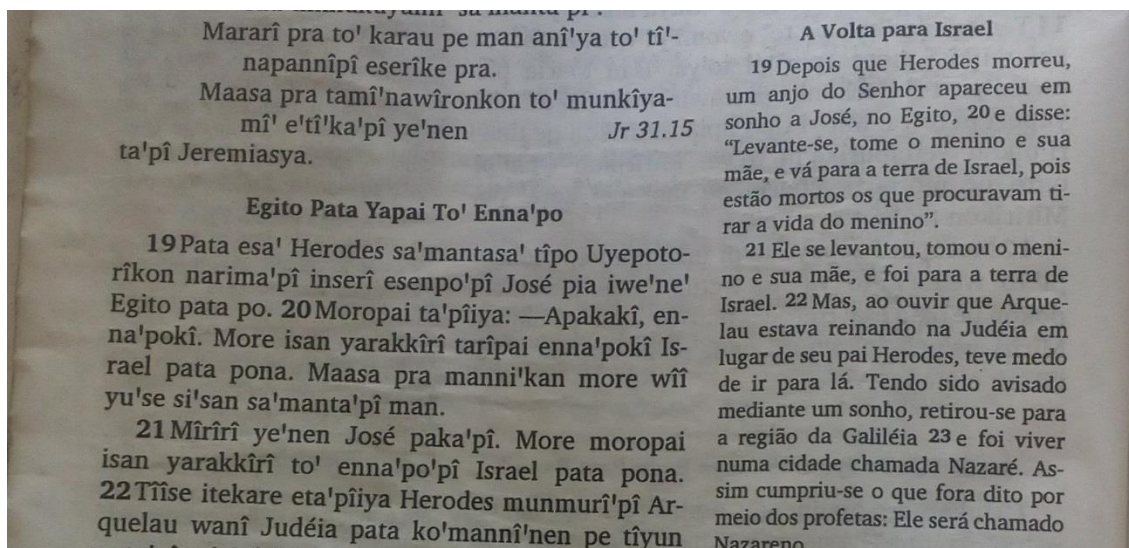 Mararî pra to' karau pe man anî'ya to' tî'-
napannîpî eserîke pra.
Maasa pra tamî'nawîronkon to' munkîya-
mî' e'tî'ka'pî ye'nen Jr 31.15
ta'pî Jeremiasya.
Egito Pata Yapai To' Enna'po
19 Pata esa' Herodes sa'mantasa' tîpo Uyepoto-
rîkon narima'pî inserî esenpo'pî José pia iwe'ne'
Egito pata po. 20 Moropai ta'pîiya: —Apakakî, en-
na'pokî. More isan yarakkîrî tarîpai enna'pokî Is-
rael pata pona. Maasa pra manni'kan more wîî
yu'se si'san sa'manta'pî man.
21 Mîrîrî ye'nen José paka'pî. More moropai
isan yarakkîrî to' enna'po'pî Israel pata pona.
22 Tîîse itekare eta'pîiya Herodes munmurî'pî Ar-
quelau wanî Judéia pata ko'mannî'nen pe tîyun
A Volta para Israel
19 Depois que Herodes morreu,
um anjo do Senhor apareceu em
sonho a José, no Egito, 20 e disse:
“Levante-se, tome o menino e sua
mãe, e vá para a terra de Israel, pois
estão mortos os que procuravam ti-
rar a vida do menino”.
21 Ele se levantou, tomou o meni-
no e sua mãe, e foi para a terra de
Israel. 22 Mas, ao ouvir que Arque-
lau estava reinando na Judéia em
lugar de seu pai Herodes, teve medo
de ir para lá. Tendo sido avisado
mediante um sonho, retirou-se para
a região da Galiléia 23 e foi viver
numa cidade chamada Nazaré. As-
sim cumpriu-se o que fora dito por
meio dos profetas: Ele será chamado
Nazareno